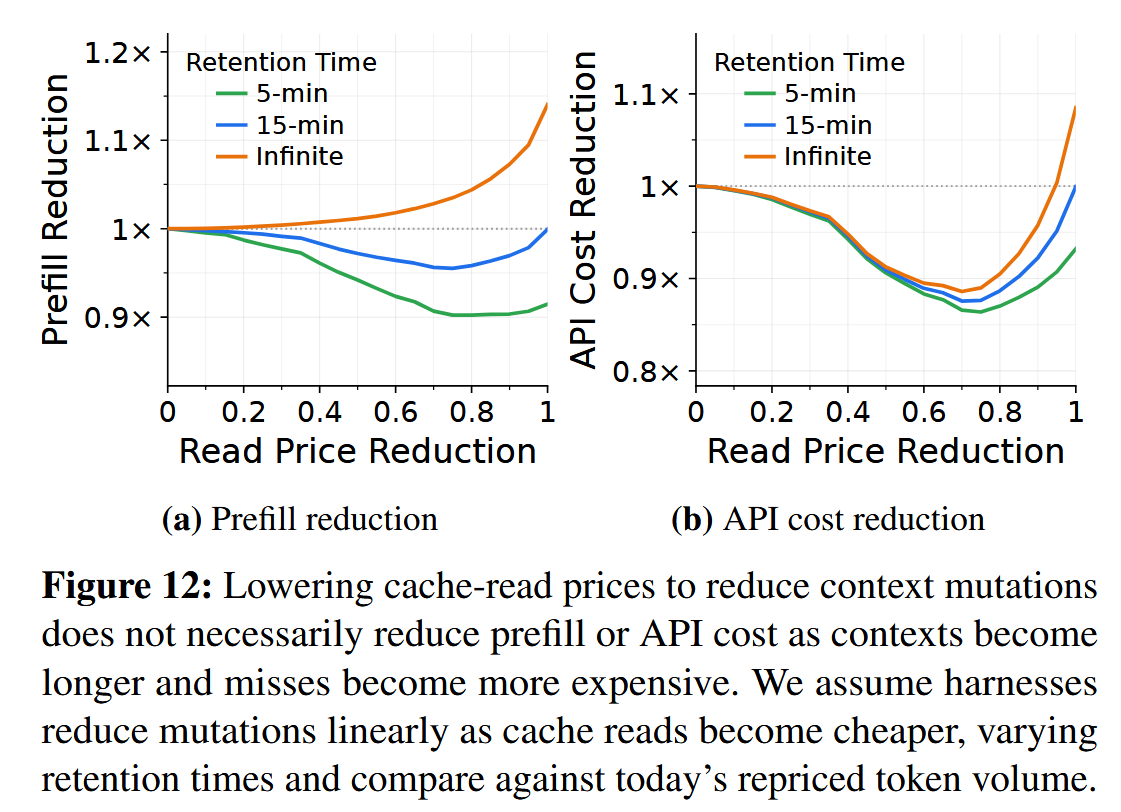 Prefill Reduction
1.2×
1.1×
1×
0.9×
Retention Time
5-min
15-min
Infinite
0 0.2 0.4 0.6 0.8 1
Read Price Reduction
(a) Prefill reduction
API Cost Reduction
1.1×
1×
0.9×
0.8×
Retention Time
5-min
15-min
Infinite
0 0.2 0.4 0.6 0.8 1
Read Price Reduction
(b) API cost reduction
Figure 12: Lowering cache-read prices to reduce context mutations
does not necessarily reduce prefill or API cost as contexts become
longer and misses become more expensive. We assume harnesses
reduce mutations linearly as cache reads become cheaper, varying
retention times and compare against today’s repriced token volume.